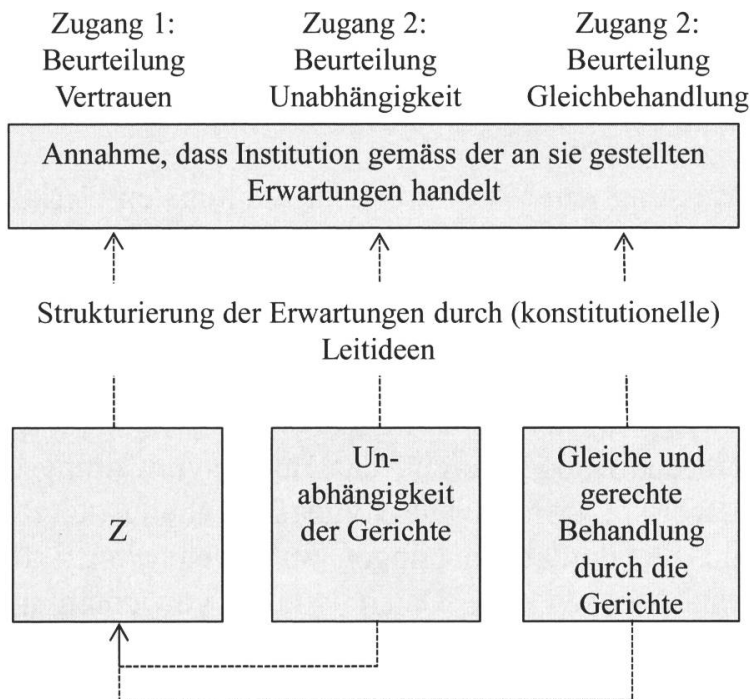 Zugang 1:
Beurteilung
Vertrauen
Zugang 2:
Beurteilung
Unabhängigkeit
Zugang 2:
Beurteilung
Gleichbehandlung
Annahme, dass Institution gemäss der an sie gestellten
Erwartungen handelt
Strukturierung der Erwartungen durch (konstitutionelle)
Leitideen
Z
Un-
abhängigkeit
der Gerichte
Gleiche und
gerechte
Behandlung
durch die
Gerichte